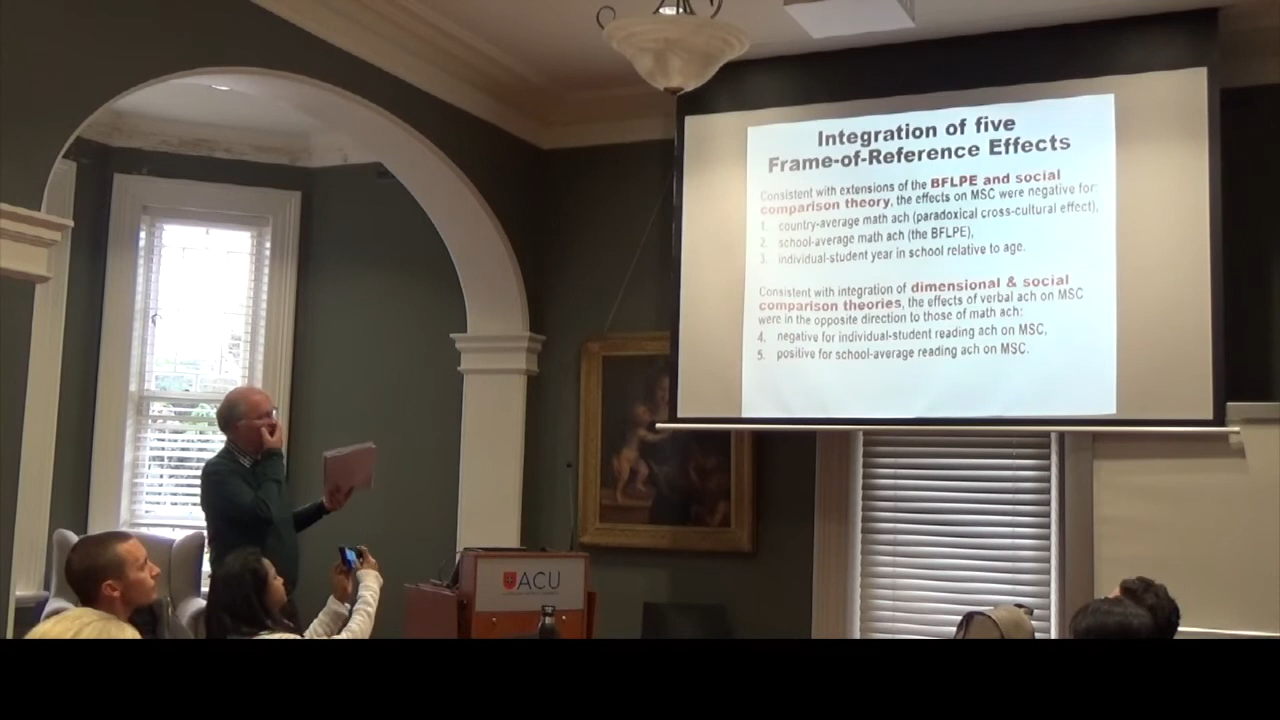 Integration of five
Frame-of-Reference Effects
Consistent with extensions of the BFLPE and social
comparison theory, the effects on MSC were negative for:
1. country-average math ach (paradoxical cross-cultural effect),
2. school-average math ach (the BFLPE),
3. individual-student year in school relative to age.
Consistent with integration of dimensional & social
comparison theories, the effects of verbal ach on MSC
were in the opposite direction to those of math ach:
4. negative for individual-student reading ach on MSC,
5. positive for school-average reading ach on MSC.
ACU